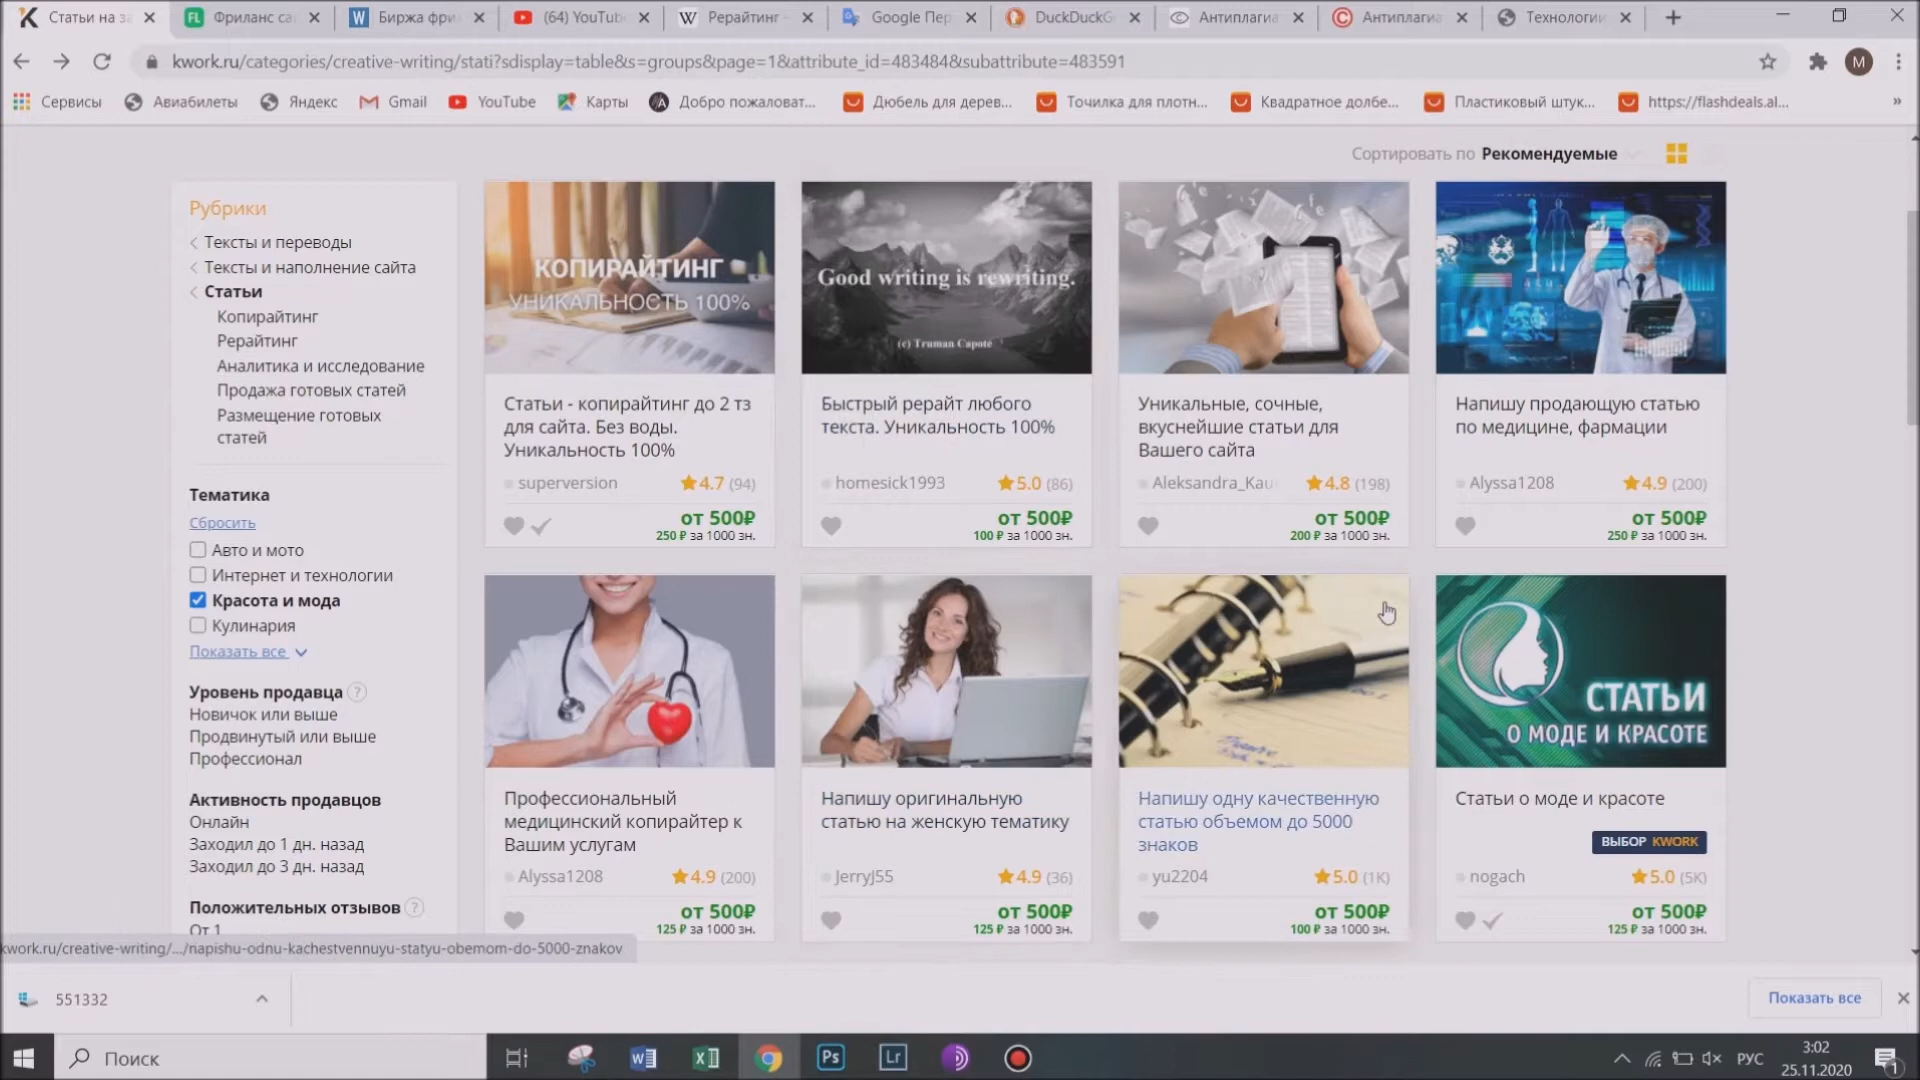 Статьи на за
Фриланс са
Биржа фри
(64) YouTube
Рерайтинг -
Google Пер
DuckDuckG
Антиплагиа
Антиплагиа
Технологии
kwork.ru/categories/creative-writing/stati?sdisplay=table&s=groups&page=1&attribute_id=483484&subattribute=483591
M
Сервисы
Авиабилеты
Яндекс
Gmail
YouTube
Карты
Добро пожаловат...
Дюбель для дерев...
Точилка для плотн...
Квадратное долбе...
Пластиковый штук...
https://flashdeals.al...
»
Сортировать по Рекомендуемые
Рубрики
Тексты и переводы
Тексты и наполнение сайта
Статьи
Копирайтинг
Рерайтинг
Аналитика и исследование
Продажа готовых статей
Размещение готовых
статей
Тематика
Сбросить
Авто и мото
Интернет и технологии
Красота и мода
Кулинария
Показать все
Уровень продавца ?
Новичок или выше
Продвинутый или выше
Профессионал
Активность продавцов
Онлайн
Заходил до 1 дн. назад
Заходил до 3 дн. назад
Положительных отзывов ?
От 1
КОПИРАЙТИНГ
УНИКАЛЬНОСТЬ 100%
Статьи - копирайтинг до 2 тз
для сайта. Без воды.
Уникальность 100%
superversion 4.7 (94)
от 500₽
250 ₽ за 1000 зн.
Good writing is rewriting.
(c) Truman Capote
Быстрый рерайт любого
текста. Уникальность 100%
homesick1993 5.0 (86)
от 500₽
100 ₽ за 1000 зн.
Уникальные, сочные,
вкуснейшие статьи для
Вашего сайта
Aleksandra_Kau 4.8 (198)
от 500₽
200 ₽ за 1000 зн.
Напишу продающую статью
по медицине, фармации
Alyssa1208 4.9 (200)
от 500₽
250 ₽ за 1000 зн.
Профессиональный
медицинский копирайтер к
Вашим услугам
Alyssa1208 4.9 (200)
от 500₽
125 ₽ за 1000 зн.
Напишу оригинальную
статью на женскую тематику
JerryJ55 4.9 (36)
от 500₽
125 ₽ за 1000 зн.
Напишу одну качественную
статью объемом до 5000
знаков
yu2204 5.0 (1K)
от 500₽
100 ₽ за 1000 зн.
СТАТЬИ
О МОДЕ И КРАСОТЕ
Статьи о моде и красоте
ВЫБОР KWORK
nogach 5.0 (5K)
от 500₽
125 ₽ за 1000 зн.
kwork.ru/creative-writing/.../napishu-odnu-kachestvennuyu-statyu-obemom-do-5000-znakov
551332
Показать все
Поиск
Ps
Lr
РУС
3:02
25.11.2020
1